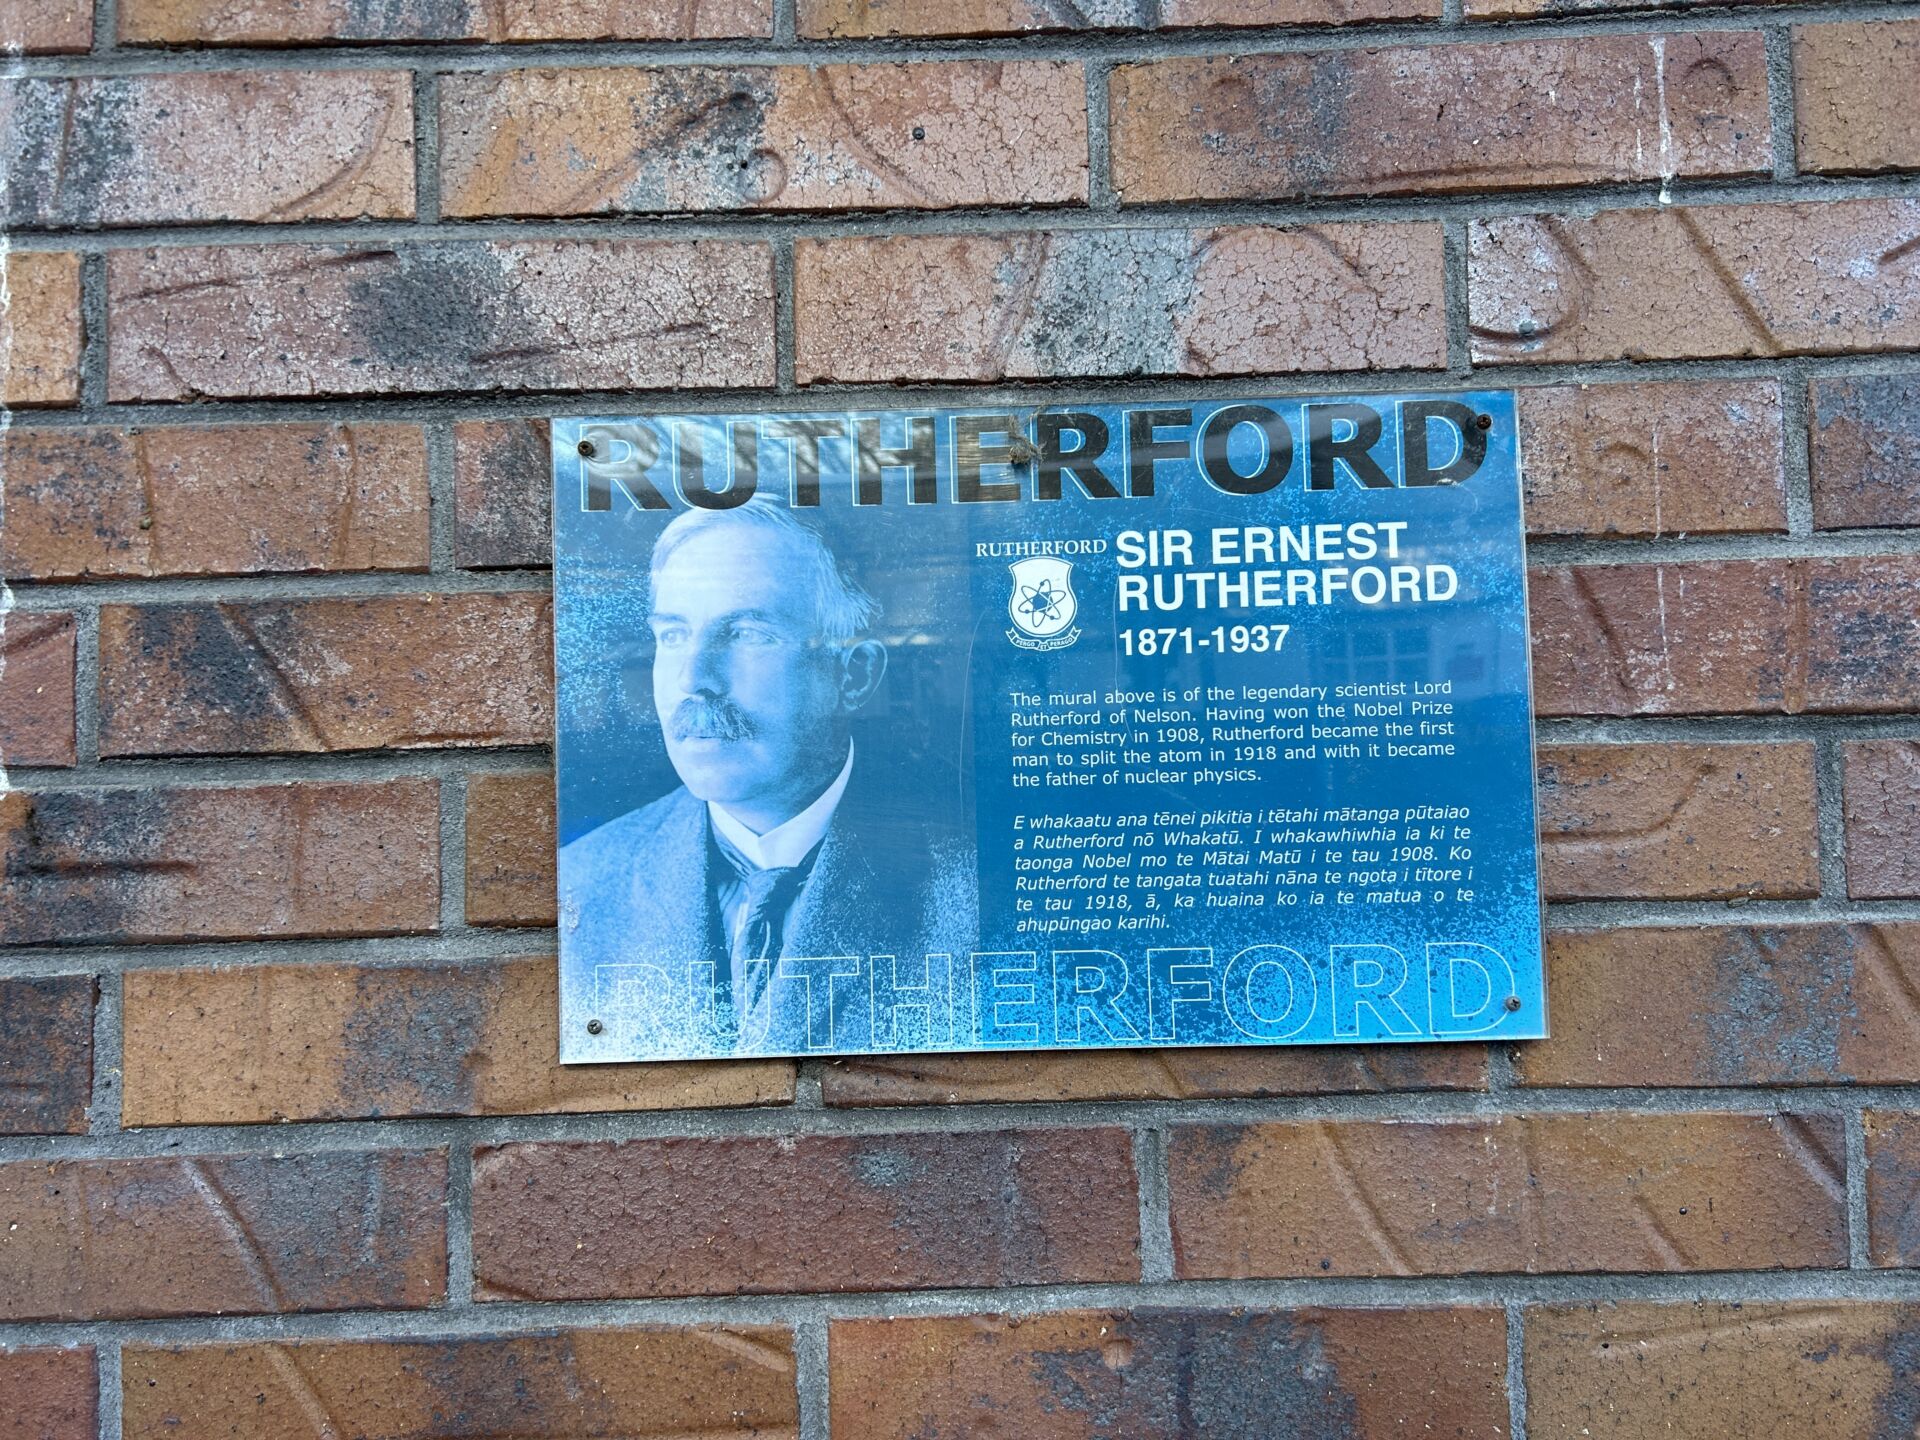 RUTHERFORD
RUTHERFORD
PERGO ET PERAGO
SIR ERNEST
RUTHERFORD
1871-1937
The mural above is of the legendary scientist Lord
Rutherford of Nelson. Having won the Nobel Prize
for Chemistry in 1908, Rutherford became the first
man to split the atom in 1918 and with it became
the father of nuclear physics.
E whakaatu ana tēnei pikitia i tētahi mātanga pūtaiao
a Rutherford nō Whakatū. I whakawhiwhia ia ki te
taonga Nobel mo te Mātai Matū i te tau 1908. Ko
Rutherford te tangata tuatahi nāna te ngota i tītore i
te tau 1918, ā, ka huaina ko ia te matua o te
ahupūngao karihi.
RUTHERFORD